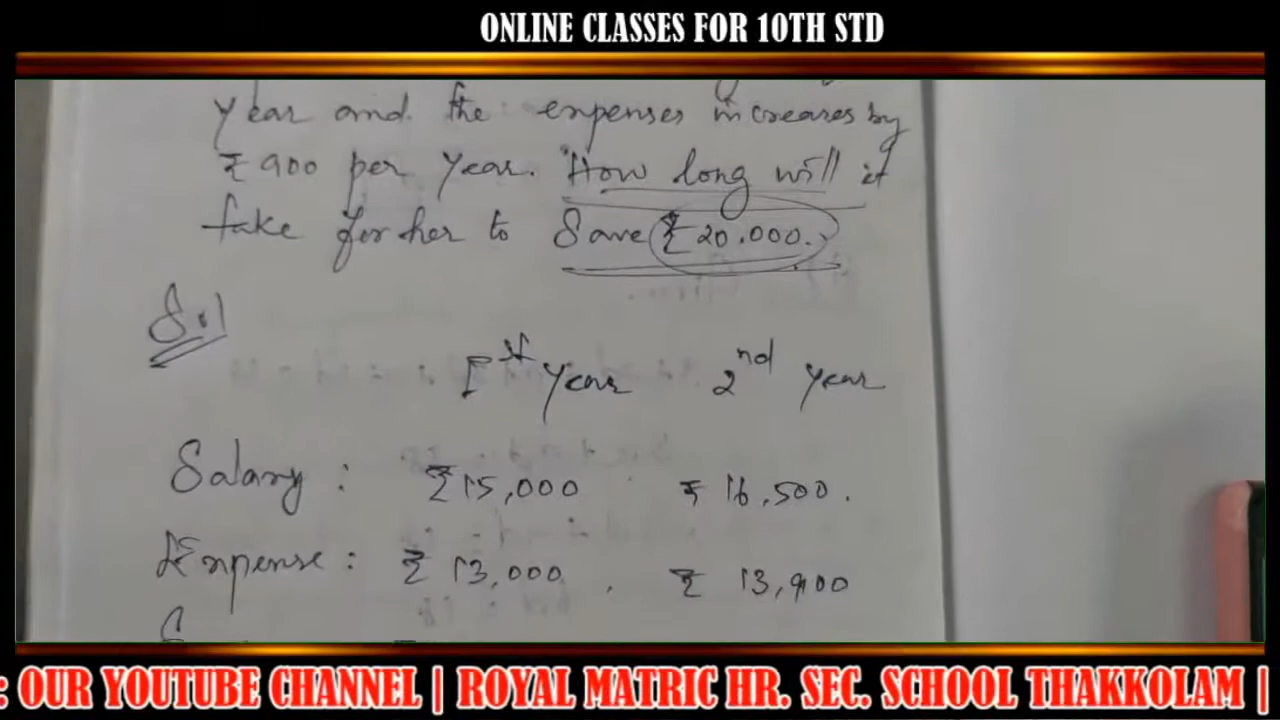 ONLINE CLASSES FOR 10TH STD
year and the expenses increases by
₹ 900 per year. How long will it
take for her to Save ₹ 20.000.
Sol
Ist year 2nd year
Salary : ₹ 15,000 ₹ 16,500.
Expense : ₹ 13,000 ₹ 13,900
: OUR YOUTUBE CHANNEL | ROYAL MATRIC HR. SEC. SCHOOL THAKKOLAM |